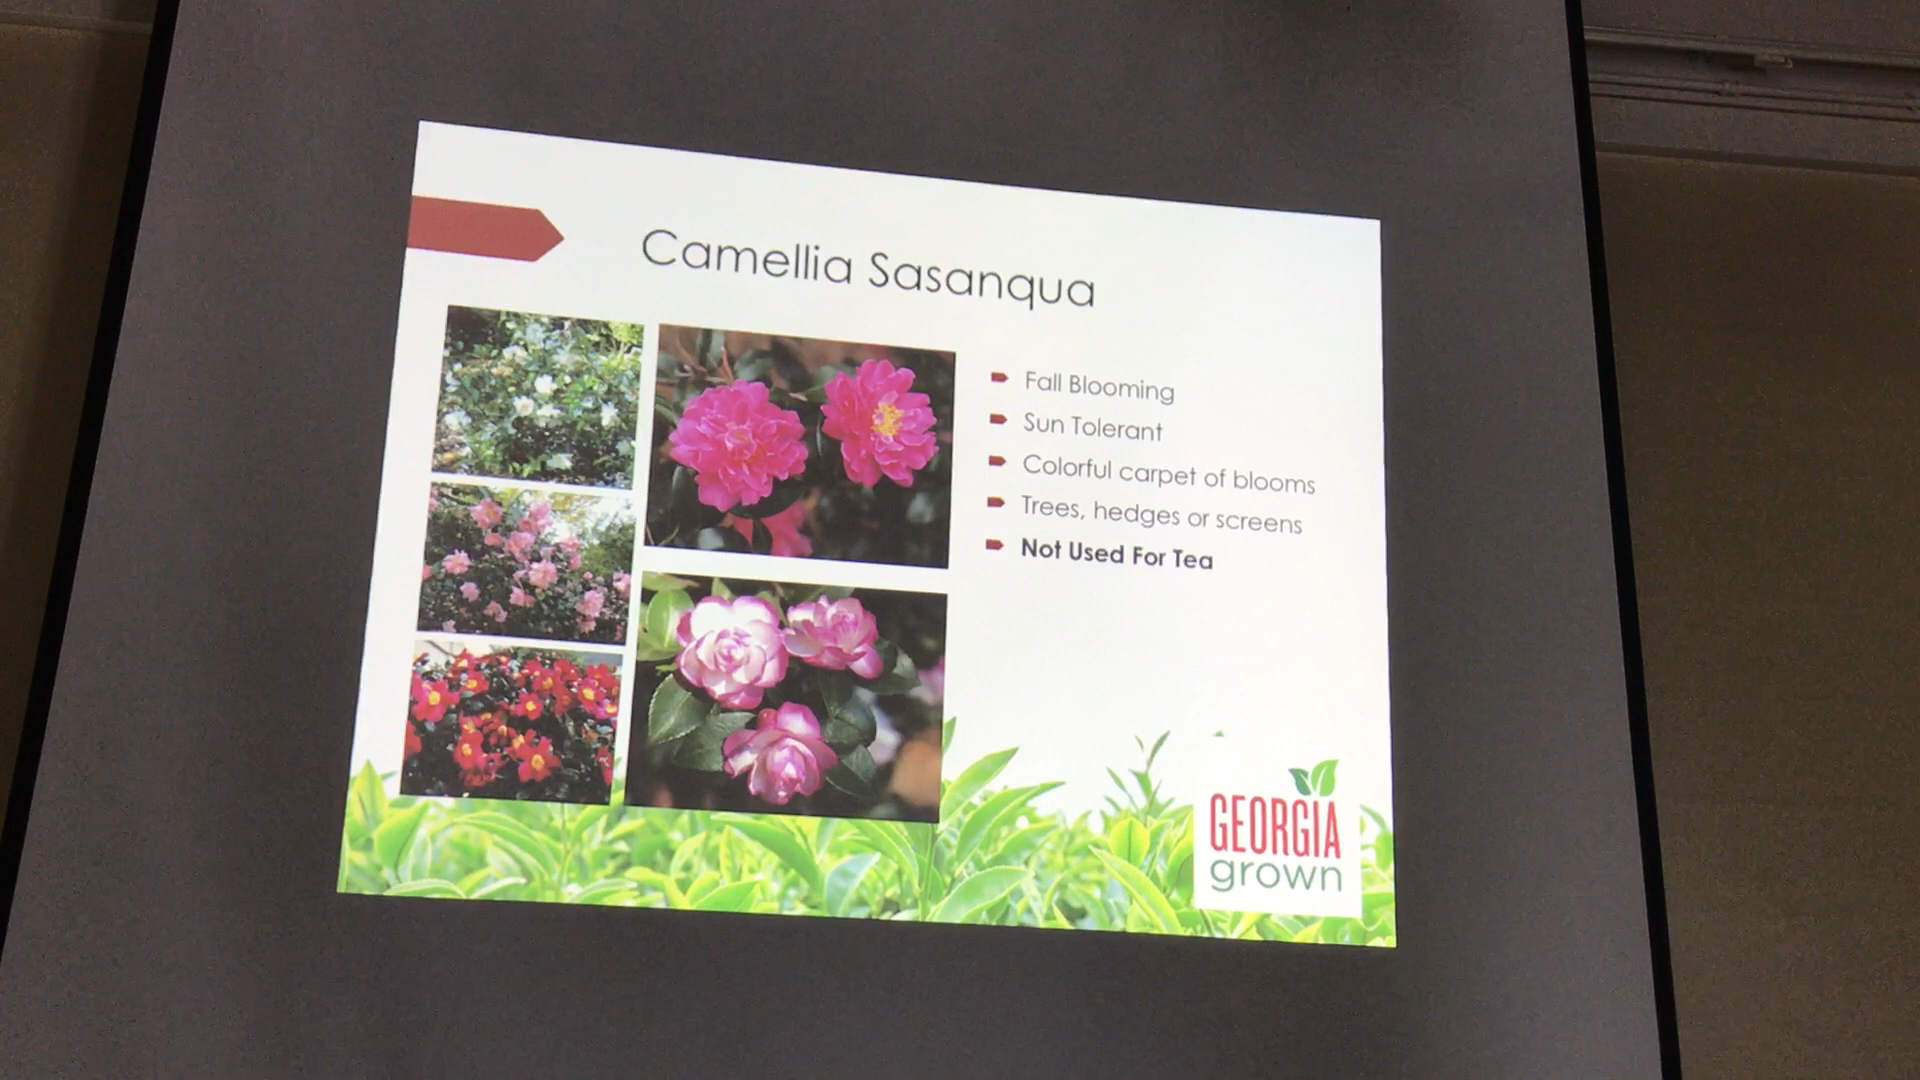 Camellia Sasanqua
Fall Blooming
Sun Tolerant
Colorful carpet of blooms
Trees, hedges or screens
Not Used For Tea
GEORGIA
grown